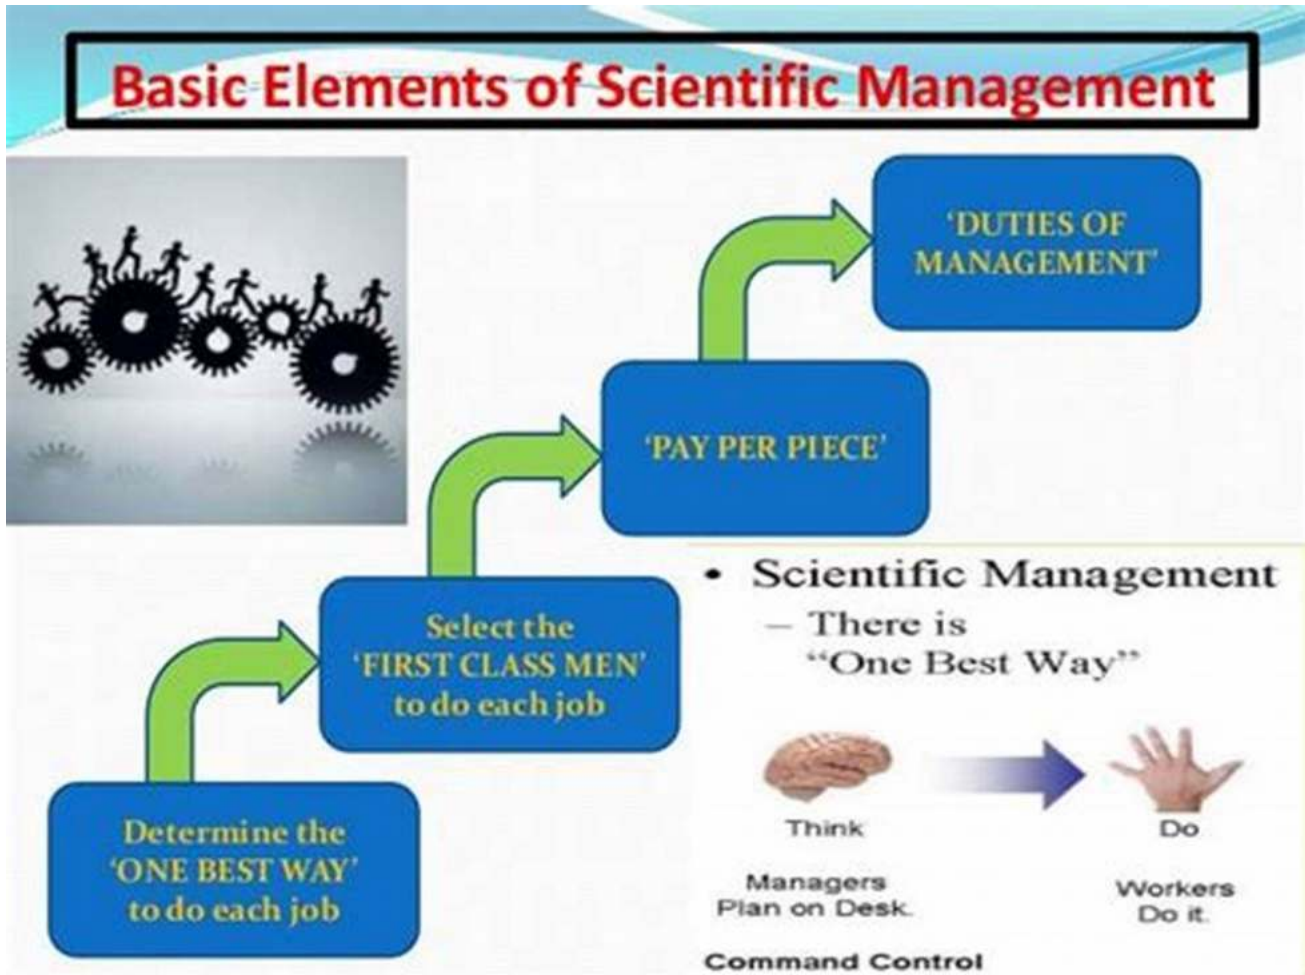 Basic Elements of Scientific Management
'DUTIES OF
MANAGEMENT'
'PAY PER PIECE'
Select the
'FIRST CLASS MEN'
to do each job
Determine the
'ONE BEST WAY'
to do each job
• Scientific Management
– There is
"One Best Way"
Think
Do
Managers
Plan on Desk.
Workers
Do it.
Command Control